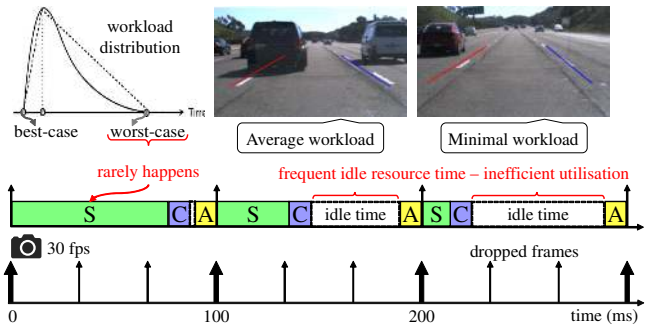 workload
distribution
Time
best-case
worst-case
Average workload
Minimal workload
rarely happens
frequent idle resource time – inefficient utilisation
S C A S C idle time A S C idle time A
30 fps
dropped frames
0 100 200 time (ms)